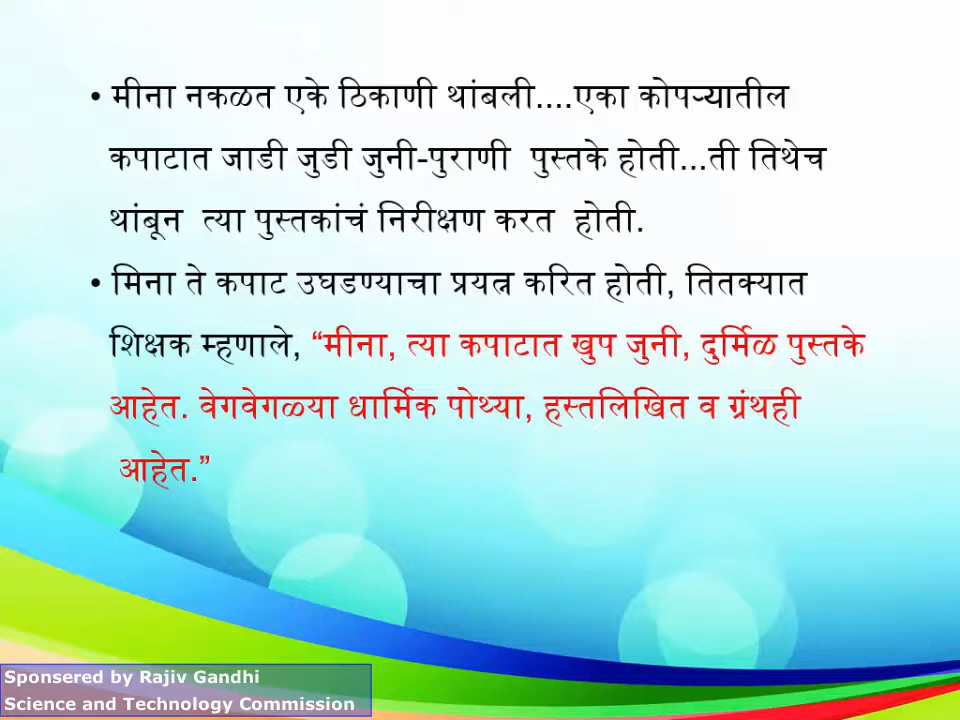 • मीना नकळत एके ठिकाणी थांबली....एका कोपऱ्यातील
कपाटात जाडी जुडी जुनी-पुराणी पुस्तके होती...ती तिथेच
थांबून त्या पुस्तकांचं निरीक्षण करत होती.
• मिना ते कपाट उघडण्याचा प्रयत्न करित होती, तितक्यात
शिक्षक म्हणाले, “मीना, त्या कपाटात खुप जुनी, दुर्मिळ पुस्तके
आहेत. वेगवेगळ्या धार्मिक पोथ्या, हस्तलिखित व ग्रंथही
आहेत.”
Sponsered by Rajiv Gandhi
Science and Technology Commission